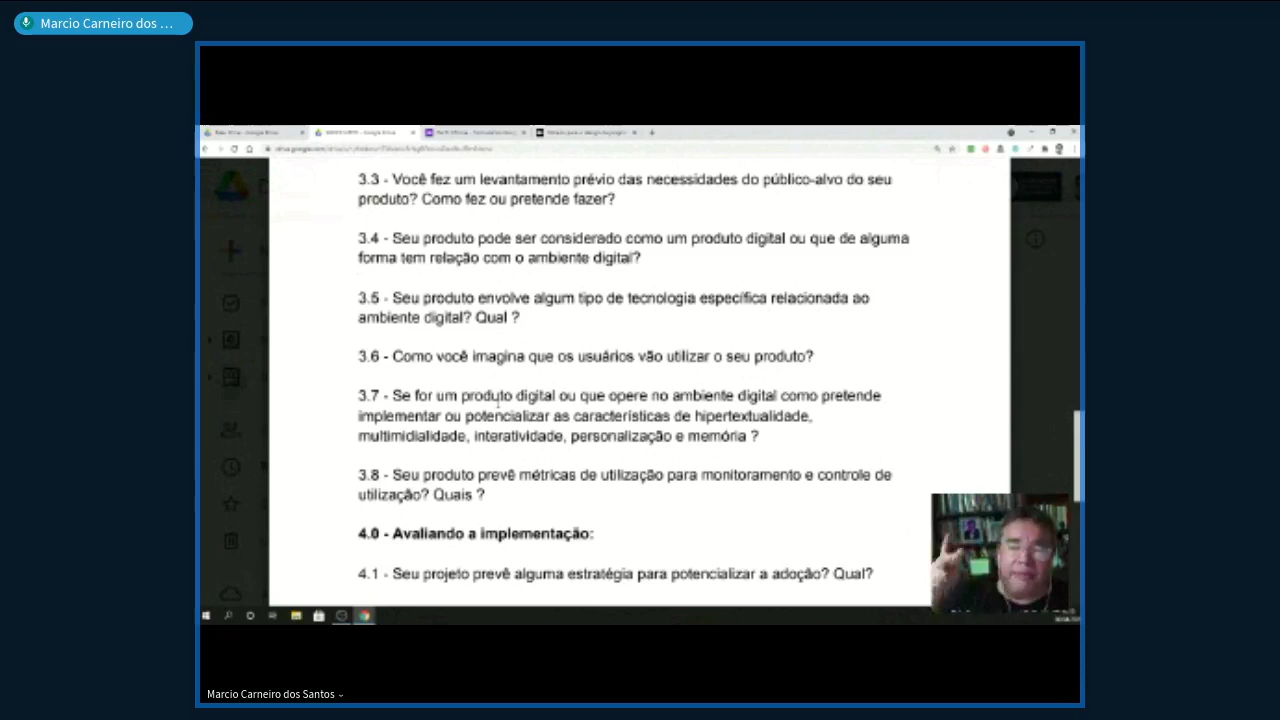 Marcio Carneiro dos ...
3.3 - Você fez um levantamento prévio das necessidades do público-alvo do seu
produto? Como fez ou pretende fazer?
3.4 - Seu produto pode ser considerado como um produto digital ou que de alguma
forma tem relação com o ambiente digital?
3.5 - Seu produto envolve algum tipo de tecnologia específica relacionada ao
ambiente digital? Qual ?
3.6 - Como você imagina que os usuários vão utilizar o seu produto?
3.7 - Se for um produto digital ou que opere no ambiente digital como pretende
implementar ou potencializar as características de hipertextualidade,
multimidialidade, interatividade, personalização e memória ?
3.8 - Seu produto prevê métricas de utilização para monitoramento e controle de
utilização? Quais ?
4.0 - Avaliando a implementação:
4.1 - Seu projeto prevê alguma estratégia para potencializar a adoção? Qual?
Marcio Carneiro dos Santos